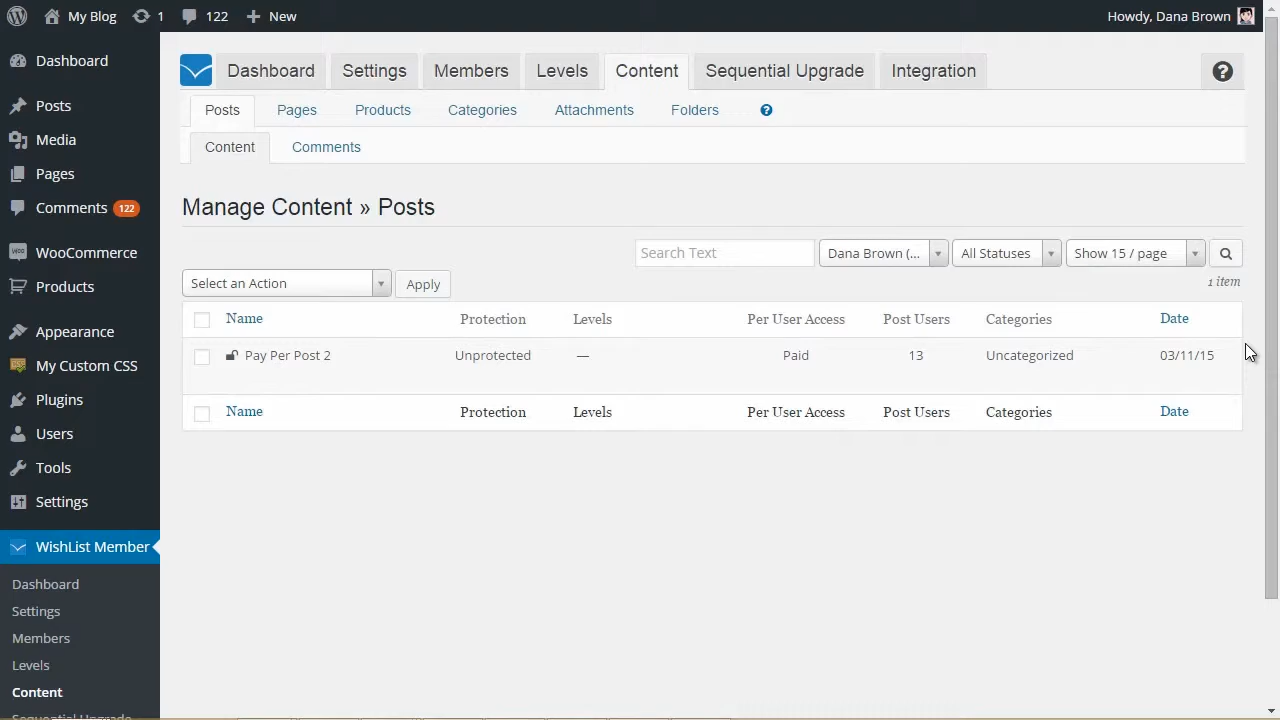 My Blog 1 122 New Howdy, Dana Brown
Dashboard
Posts
Media
Pages
Comments 122
WooCommerce
Products
Appearance
My Custom CSS
Plugins
Users
Tools
Settings
WishList Member
Dashboard
Settings
Members
Levels
Content
Sequential Upgrade
Dashboard Settings Members Levels Content Sequential Upgrade Integration ?
Posts Pages Products Categories Attachments Folders ?
Content Comments
Manage Content » Posts
Search Text Dana Brown (... All Statuses Show 15 / page
Select an Action Apply 1 item
Name Protection Levels Per User Access Post Users Categories Date
Pay Per Post 2 Unprotected — Paid 13 Uncategorized 03/11/15
Name Protection Levels Per User Access Post Users Categories Date